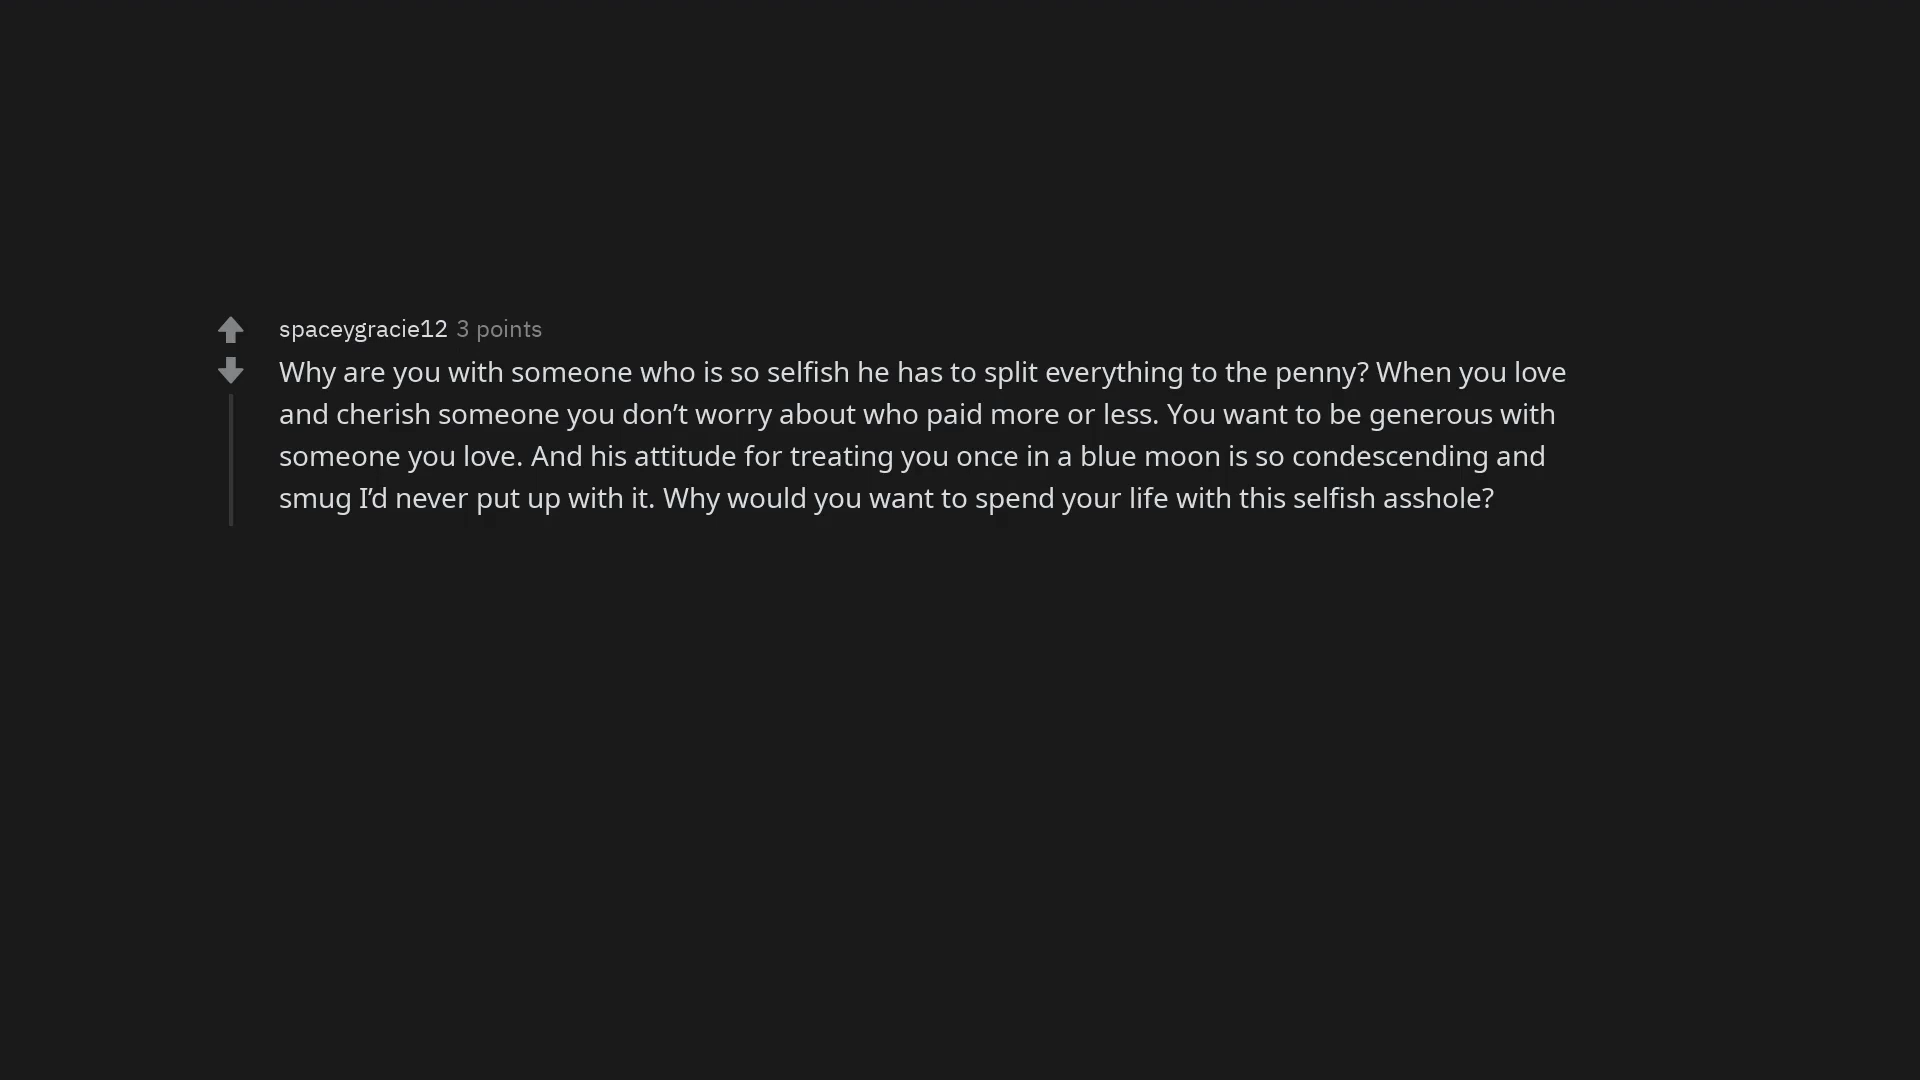 spaceygracie12 3 points
Why are you with someone who is so selfish he has to split everything to the penny? When you love
and cherish someone you don’t worry about who paid more or less. You want to be generous with
someone you love. And his attitude for treating you once in a blue moon is so condescending and
smug I’d never put up with it. Why would you want to spend your life with this selfish asshole?